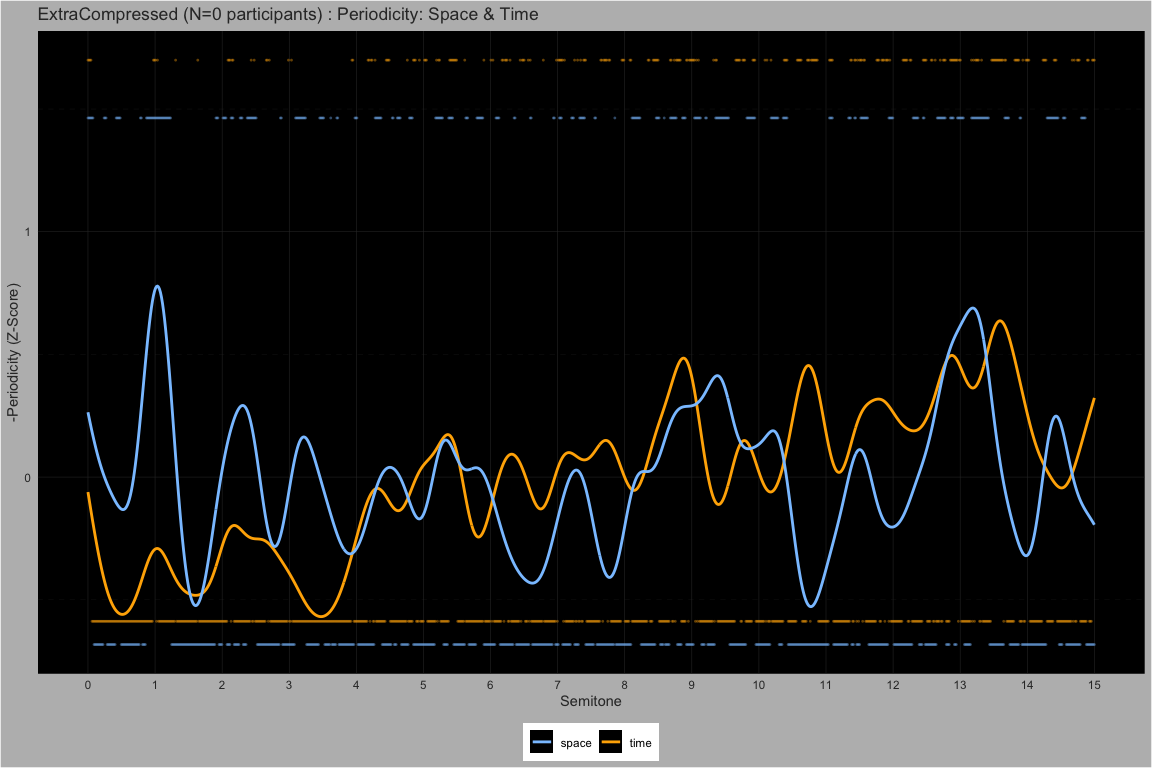 ExtraCompressed (N=0 participants) : Periodicity: Space & Time
-Periodicity (Z-Score)
1
0
0 1 2 3 4 5 6 7 8 9 10 11 12 13 14 15
Semitone
space time